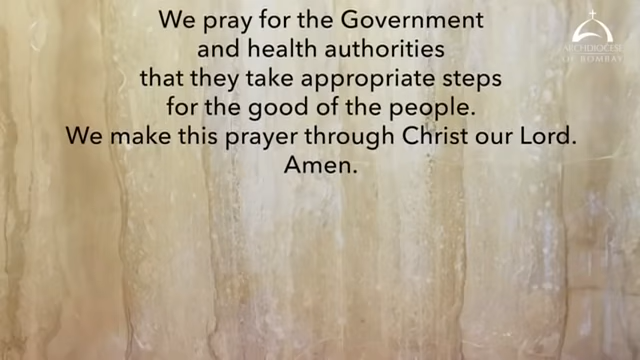 We pray for the Government
and health authorities
that they take appropriate steps
for the good of the people.
We make this prayer through Christ our Lord.
Amen.
ARCHDIOCESE
OF BOMBAY